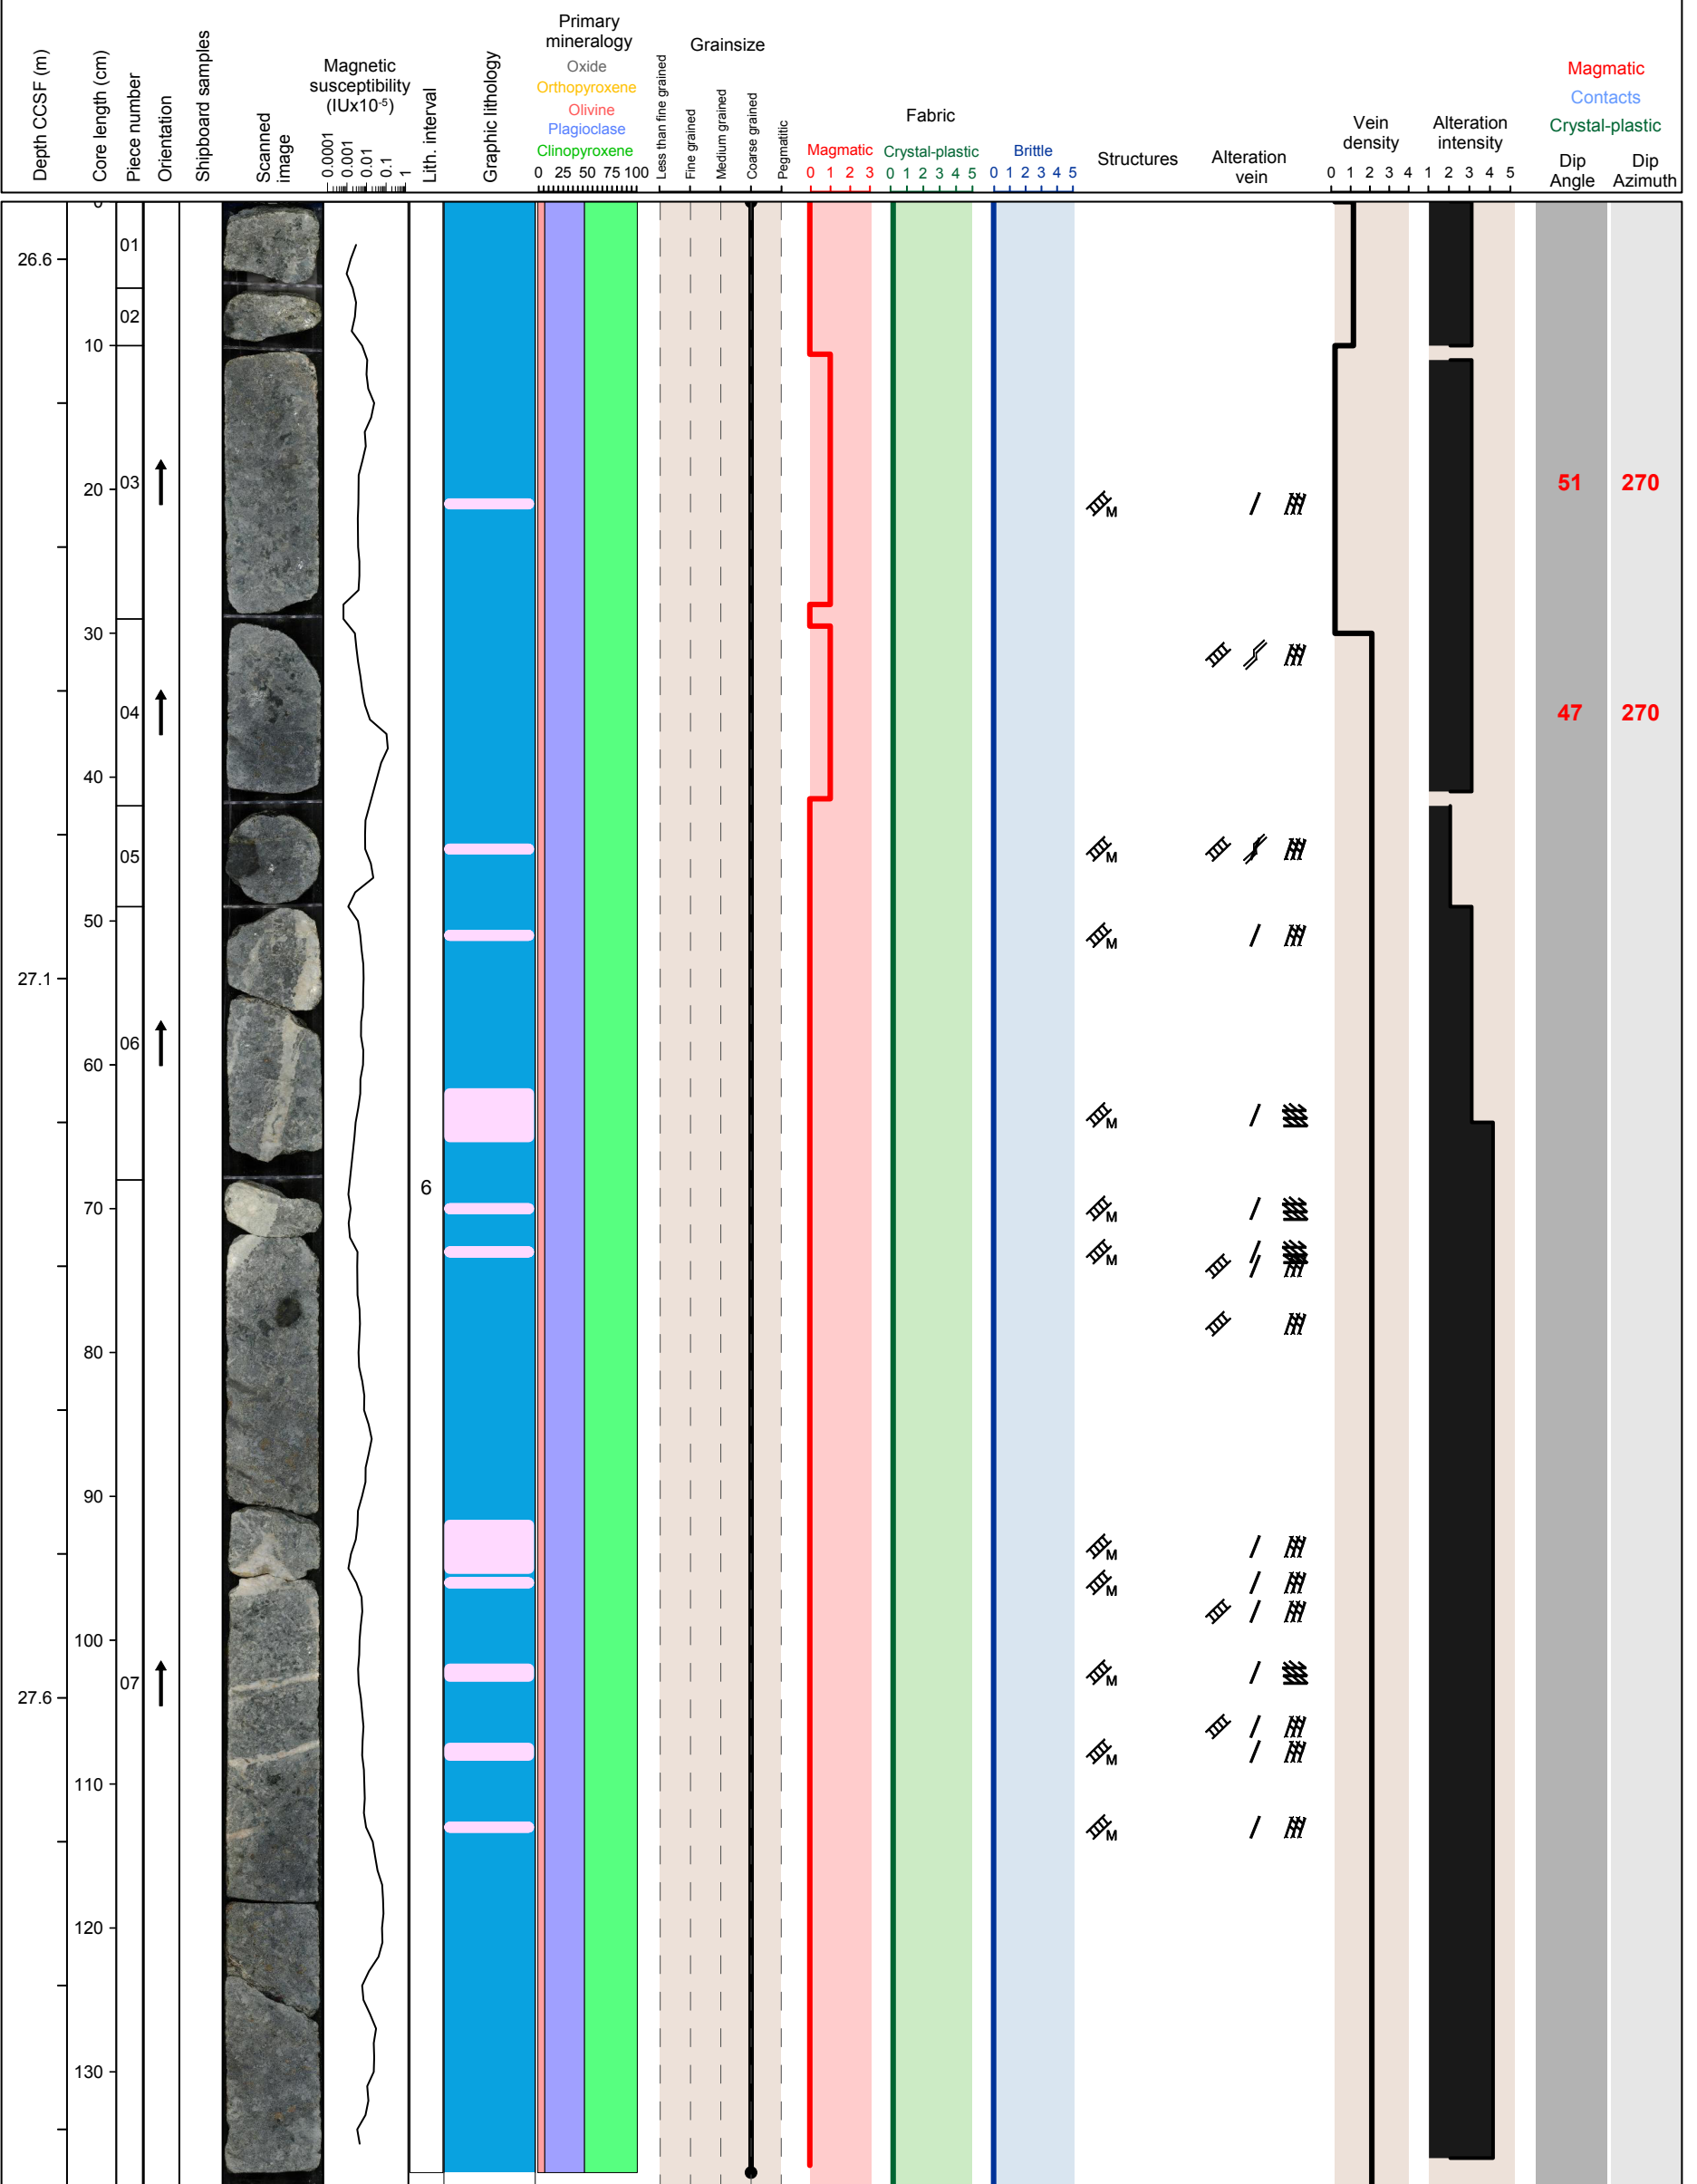 Depth CCSF (m)
Core length (cm)
Piece number
Orientation
Shipboard samples
Scanned
image
Magnetic
susceptibility
(IUx10-5)
0.0001
0.001
0.01
0.1
1
Lith. interval
Graphic lithology
Primary
mineralogy
Oxide
Orthopyroxene
Olivine
Plagioclase
Clinopyroxene
0 25 50 75 100
Grainsize
Less than fine grained
Fine grained
Medium grained
Coarse grained
Pegmatitic
Fabric
Magmatic
0 1 2 3
Crystal-plastic
0 1 2 3 4 5
Brittle
0 1 2 3 4 5
Structures
Alteration
vein
Vein
density
0 1 2 3 4
Alteration
intensity
1 2 3 4 5
Magmatic
Contacts
Crystal-plastic
Dip
Angle
Dip
Azimuth
0
01
26.6
02
10
03
20
51 270
M
30
04
47 270
40
05
M
50
M
27.1
06
60
M
6
70
M
M
80
90
M
M
100
07
M
27.6
M
110
M
120
130